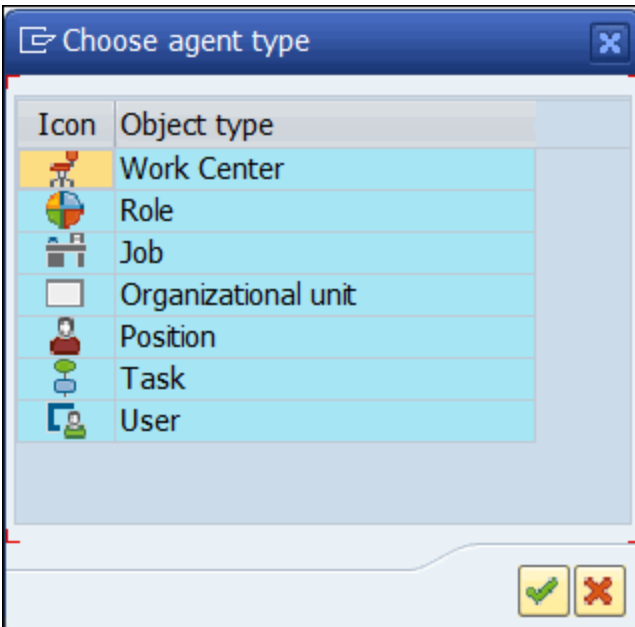 Choose agent type
Icon Object type
Work Center
Role
Job
Organizational unit
Position
Task
User